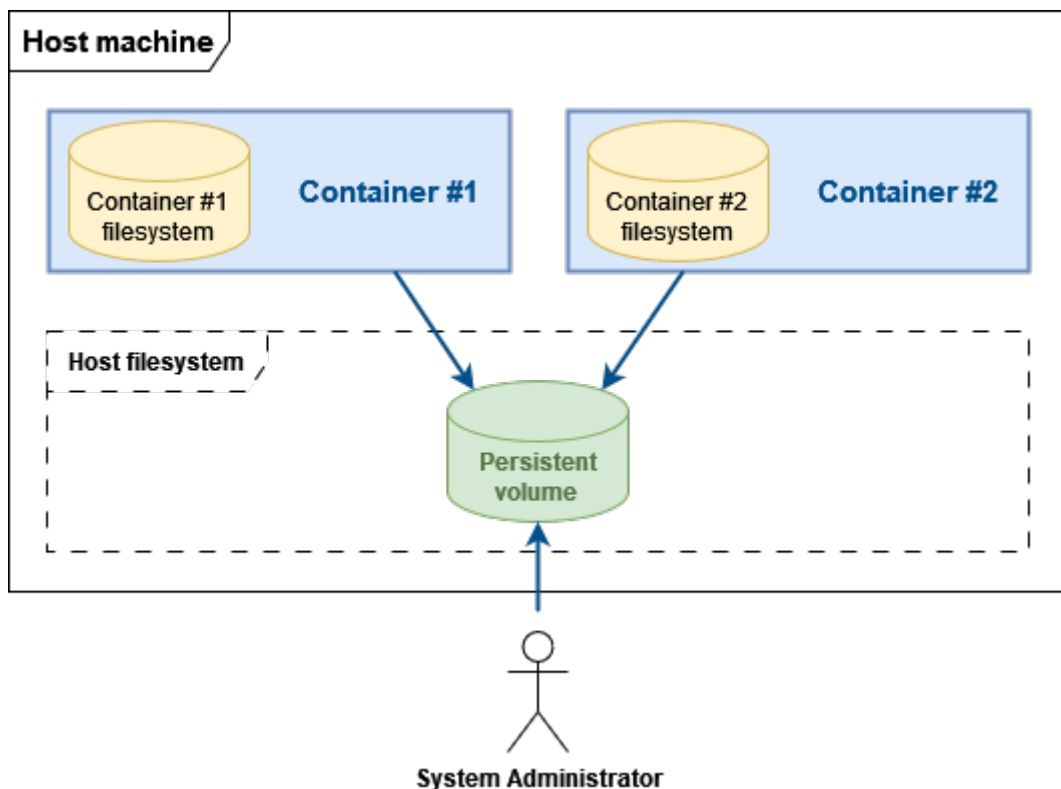 Host machine
Container #1
filesystem
Container #1
Container #2
filesystem
Container #2
Host filesystem
Persistent
volume
System Administrator